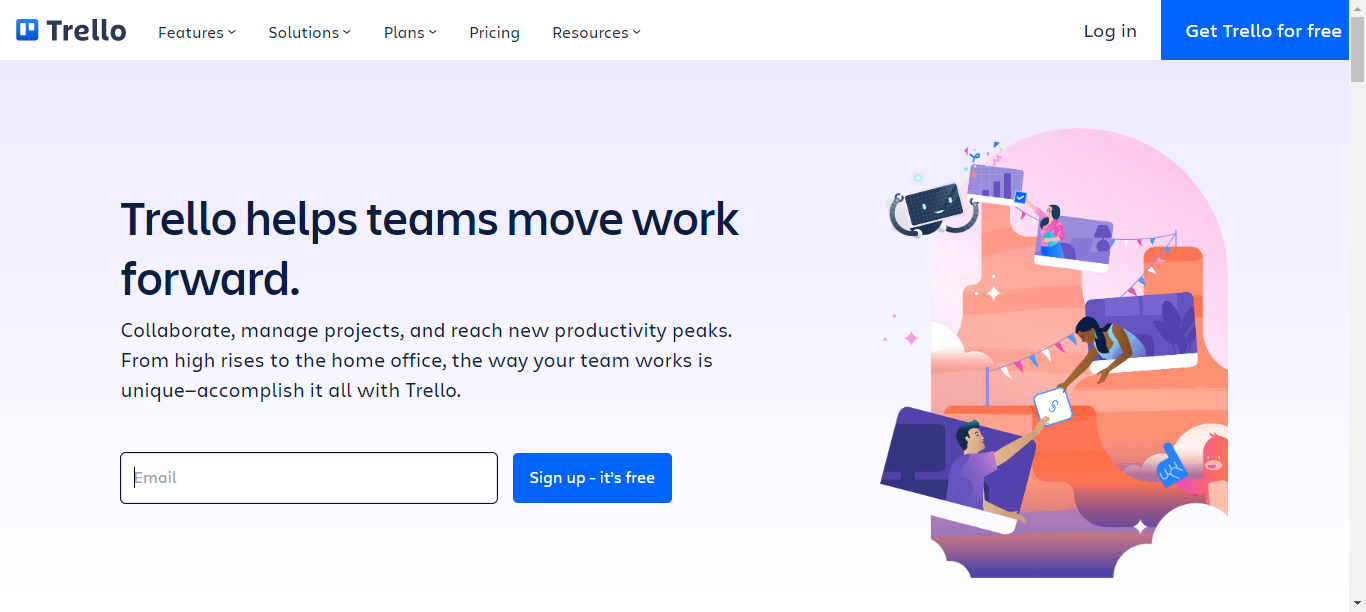 Trello
Features
Solutions
Plans
Pricing
Resources
Log in
Get Trello for free
Trello helps teams move work
forward.
Collaborate, manage projects, and reach new productivity peaks.
From high rises to the home office, the way your team works is
unique—accomplish it all with Trello.
Email
Sign up - it's free